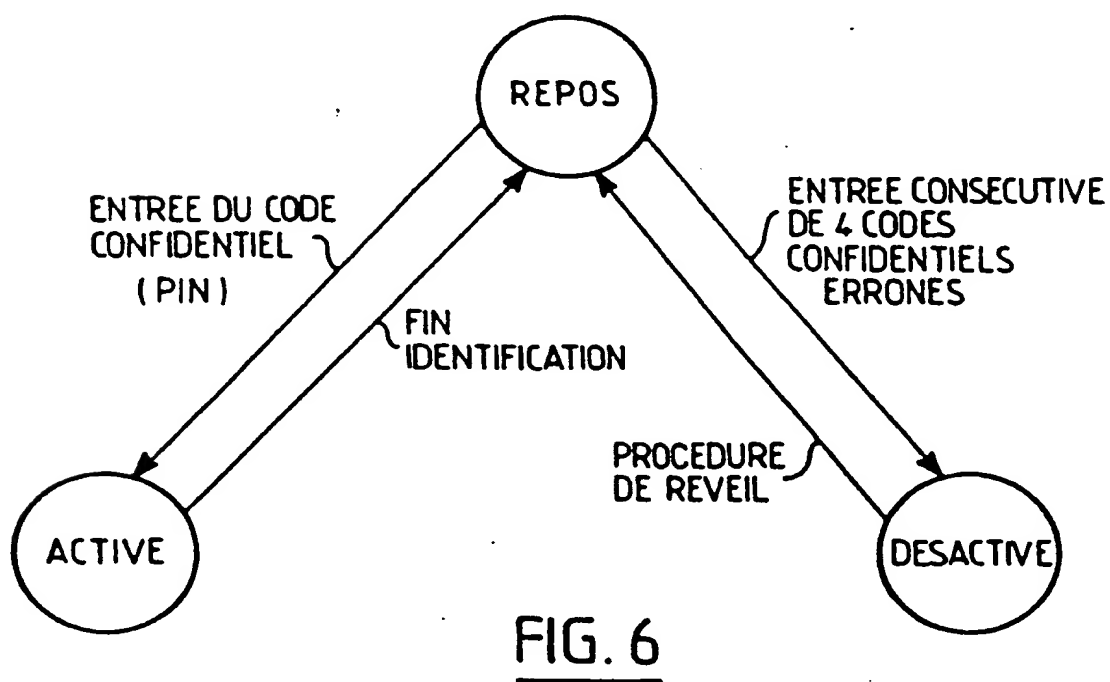 REPOS
ENTREE DU CODE
CONFIDENTIEL
(PIN)
ENTREE CONSECUTIVE
DE 4 CODES
CONFIDENTIELS
ERRONES
FIN
IDENTIFICATION
PROCEDURE
DE REVEIL
ACTIVE
DESACTIVE
FIG. 6